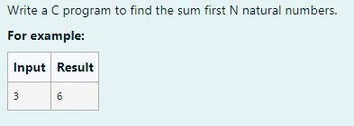 Write a C program to find the sum first N natural numbers.
For example:
Input Result
3 6